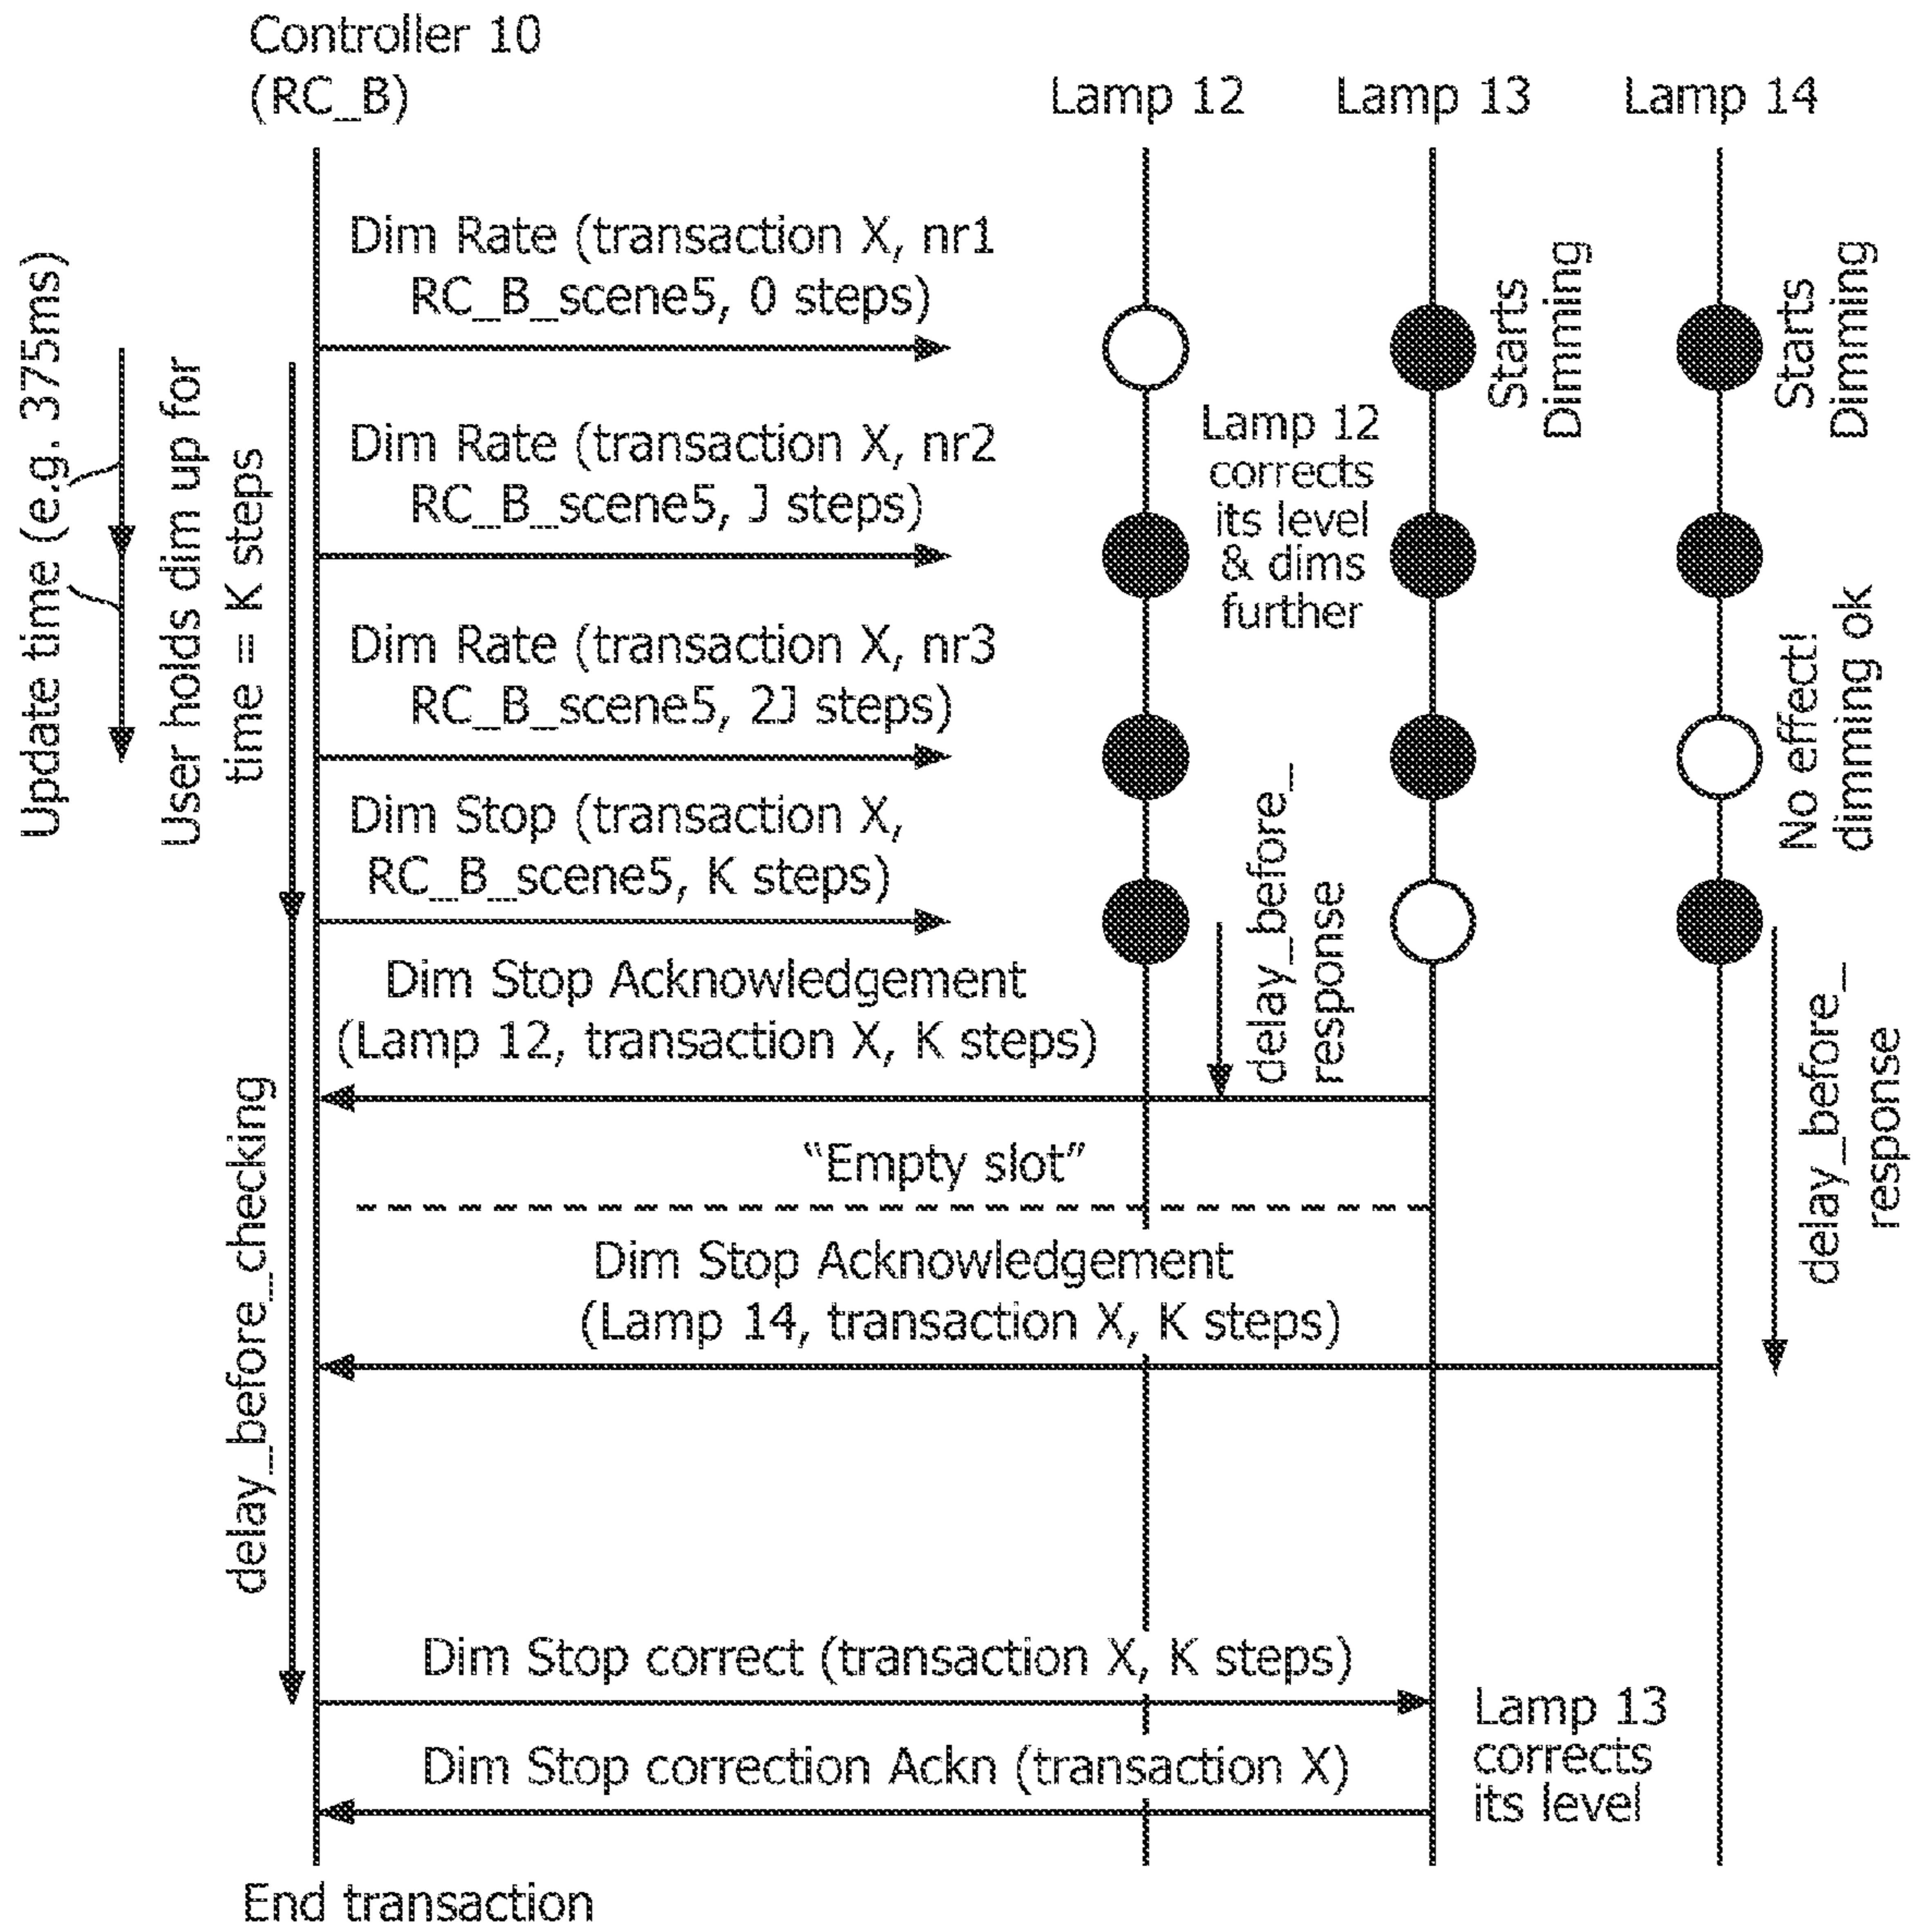 Controller 10
(RC_B)
Lamp 12
Lamp 13
Lamp 14
Update time (e.g. 375ms)
User holds dim up for
time = K steps
Dim Rate (transaction X, nr1
RC_B_scene5, 0 steps)
Starts
Dimming
Starts
Dimming
Dim Rate (transaction X, nr2
RC_B_scene5, J steps)
Lamp 12
corrects
its level
& dims
further
Dim Rate (transaction X, nr3
RC_B_scene5, 2J steps)
No effect!
dimming ok
Dim Stop (transaction X,
RC_B_scene5, K steps)
delay_before_
response
delay_before_
response
Dim Stop Acknowledgement
(Lamp 12, transaction X, K steps)
delay_before_checking
“Empty slot”
Dim Stop Acknowledgement
(Lamp 14, transaction X, K steps)
Dim Stop correct (transaction X, K steps)
Lamp 13
corrects
its level
Dim Stop correction Ackn (transaction X)
End transaction